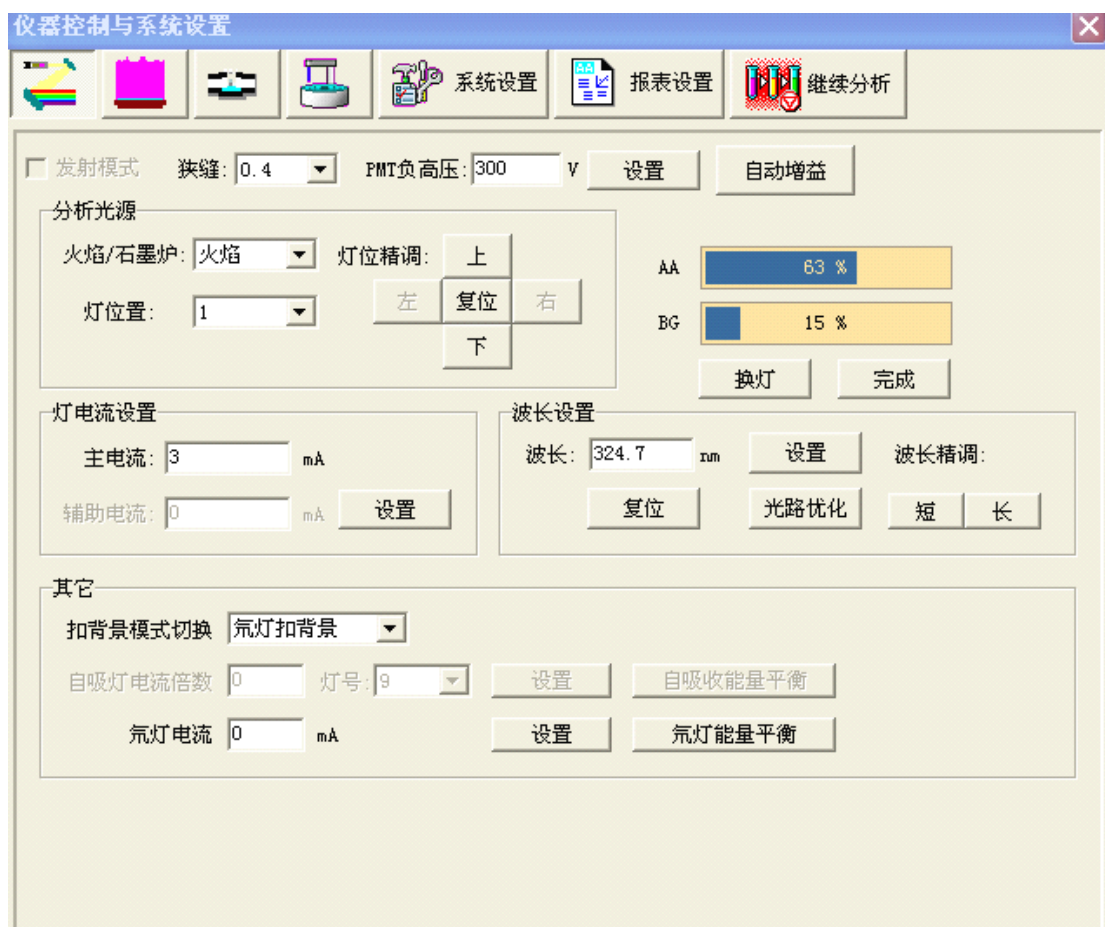 仪器控制与系统设置
系统设置 报表设置 继续分析
发射模式 狭缝: 0.4 PMT负高压: 300 V 设置 自动增益
分析光源
火焰/石墨炉: 火焰 灯位精调: 上
AA 63 %
灯位置: 1 左 复位 右
BG 15 %
下
换灯 完成
灯电流设置
主电流: 3 mA
辅助电流: 0 mA 设置
波长设置
波长: 324.7 nm 设置 波长精调:
复位 光路优化 短 长
其它
扣背景模式切换 氘灯扣背景
自吸灯电流倍数 0 灯号: 9 设置 自吸收能量平衡
氘灯电流 0 mA 设置 氘灯能量平衡